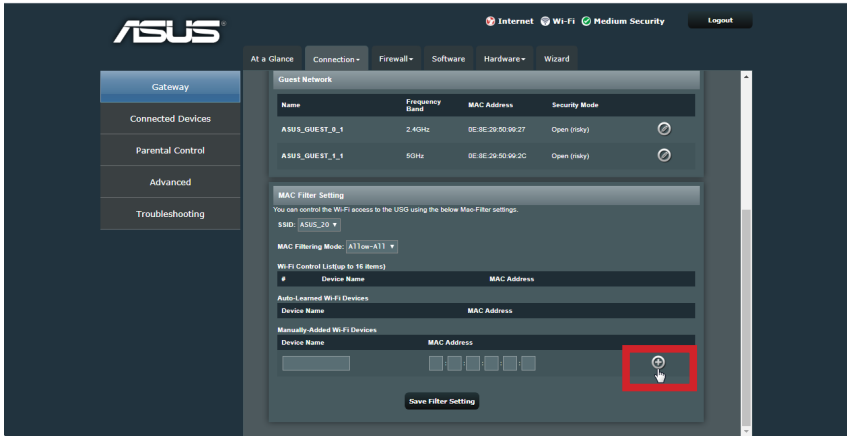 ASUS
Internet Wi-Fi Medium Security Logout
At a Glance Connection Firewall Software Hardware Wizard
Gateway
Connected Devices
Parental Control
Advanced
Troubleshooting
Guest Network
Name Frequency Band MAC Address Security Mode
ASUS_GUEST_0_1 2.4GHz 0E:8E:29:50:99:27 Open (risky)
ASUS_GUEST_1_1 5GHz 0E:8E:29:50:99:2C Open (risky)
MAC Filter Setting
You can control the Wi-Fi access to the USG using the below Mac-Filter settings.
SSID: ASUS_20
MAC Filtering Mode: Allow-All
Wi-Fi Control List(up to 16 items)
# Device Name MAC Address
Auto-Learned Wi-Fi Devices
Device Name MAC Address
Manually-Added Wi-Fi Devices
Device Name MAC Address
: : : : :
Save Filter Setting